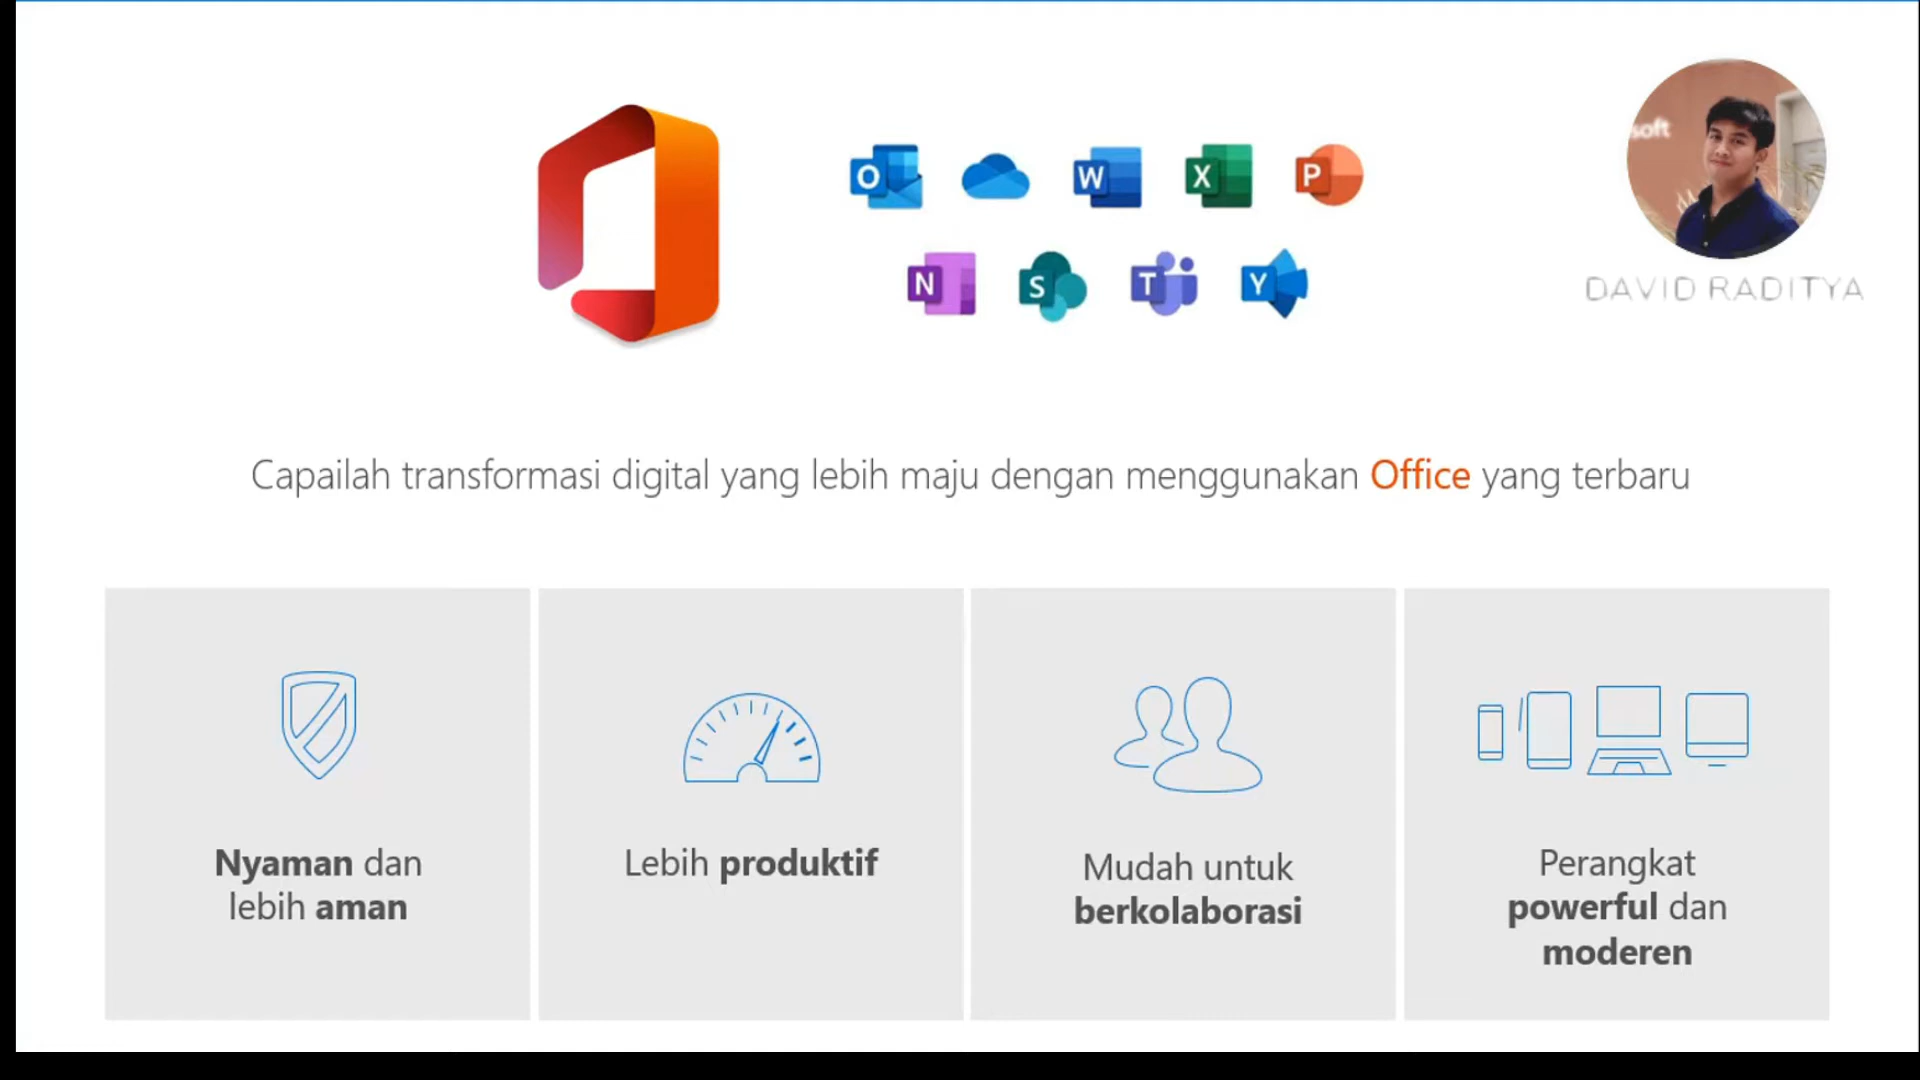 O
W
X
P
soft
N
S
T
Y
DAVID RADITYA
Capailah transformasi digital yang lebih maju dengan menggunakan Office yang terbaru
Nyaman dan
lebih aman
Lebih produktif
Mudah untuk
berkolaborasi
Perangkat
powerful dan
moderen